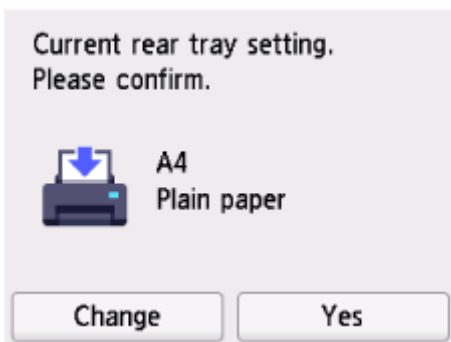 Current rear tray setting.
Please confirm.
A4
Plain paper
Change
Yes